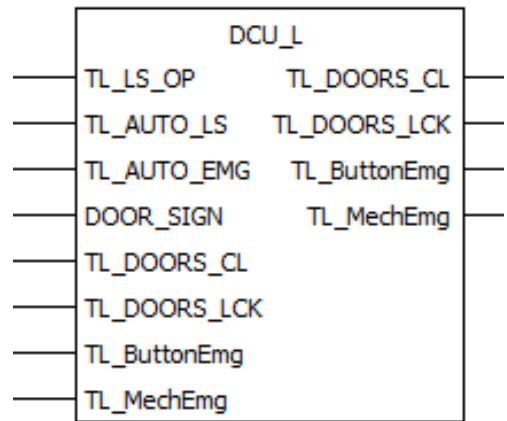 DCU_L
TL_LS_OP TL_DOORS_CL
TL_AUTO_LS TL_DOORS_LCK
TL_AUTO_EMG TL_ButtonEmg
DOOR_SIGN TL_MechEmg
TL_DOORS_CL
TL_DOORS_LCK
TL_ButtonEmg
TL_MechEmg